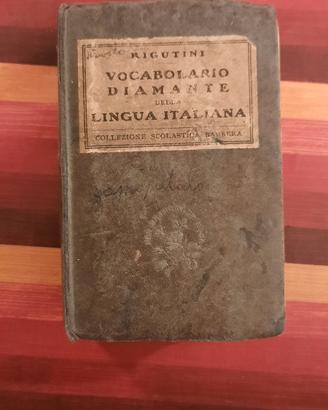 RIGUTINI
VOCABOLARIO
DIAMANTE
DELLA
LINGUA ITALIANA
COLLEZIONE SCOLASTICA BARBERA